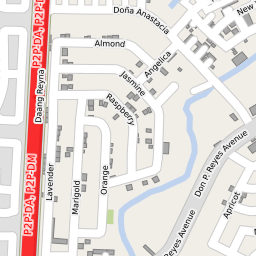 Doña Anastacia
New
Almond
Angelica
Jasmine
P2P-DA, P2P-DM
Daang Reyna
Raspberry
Don P. Reyes Avenue
Lavender
Marigold
Orange
P2P-DA, P2P-DM
Apricot
Reyes Avenue